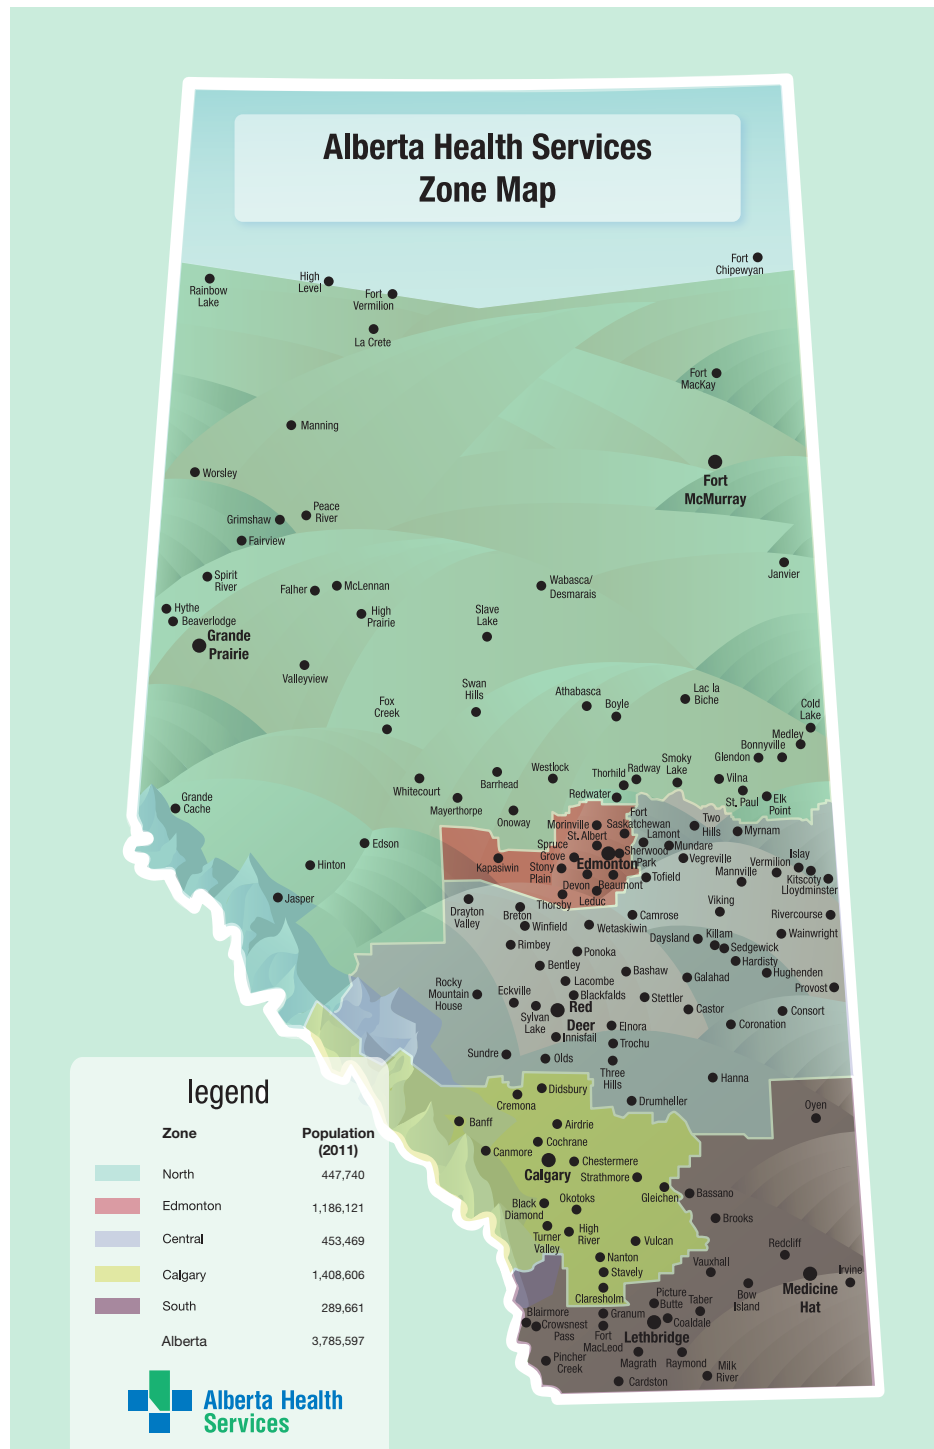 Alberta Health Services
Zone Map
Fort
Chipewyan
Rainbow
Lake
High
Level
Fort
Vermilion
La Crete
Fort
MacKay
Manning
Worsley
Fort
McMurray
Peace
River
Grimshaw
Fairview
Janvier
Spirit
River
Falher
McLennan
Wabasca/
Desmarais
Hythe
Beaverlodge
High
Prairie
Slave
Lake
Grande
Prairie
Valleyview
Swan
Hills
Fox
Creek
Athabasca
Boyle
Lac la
Biche
Cold
Lake
Medley
Bonnyville
Glendon
Whitecourt
Barrhead
Westlock
Thorhild
Radway
Smoky
Lake
Vilna
St. Paul
Elk
Point
Redwater
Mayerthorpe
Onoway
Grande
Cache
Edson
Hinton
Jasper
Morinville
Fort
Saskatchewan
St. Albert
Lamont
Two
Hills
Myrnam
Mundare
Spruce
Grove
Sherwood
Park
Edmonton
Kapasiwin
Stony
Plain
Devon
Beaumont
Tofield
Vegreville
Mannville
Vermilion
Islay
Kitscoty
Lloydminster
Thorsby
Leduc
Drayton
Valley
Breton
Winfield
Wetaskiwin
Camrose
Viking
Rivercourse
Wainwright
Daysland
Killam
Sedgewick
Hardisty
Hughenden
Provost
Rimbey
Ponoka
Bentley
Bashaw
Galahad
Lacombe
Blackfalds
Rocky
Mountain
House
Eckville
Sylvan
Lake
Red
Deer
Stettler
Castor
Consort
Coronation
Elnora
Innisfail
Trochu
Sundre
Olds
Three
Hills
Hanna
Didsbury
Cremona
Drumheller
Oyen
Banff
Airdrie
Cochrane
Canmore
Calgary
Chestermere
Strathmore
Gleichen
Bassano
Black
Diamond
Okotoks
Brooks
Turner
Valley
High
River
Vulcan
Redcliff
Nanton
Stavely
Vauxhall
Irvine
Medicine
Hat
Claresholm
Picture
Butte
Taber
Bow
Island
Blairmore
Crowsnest
Pass
Granum
Fort
MacLeod
Coaldale
Lethbridge
Pincher
Creek
Magrath
Raymond
Milk
River
Cardston
legend
Zone Population
(2011)
North 447,740
Edmonton 1,186,121
Central 453,469
Calgary 1,408,606
South 289,661
Alberta 3,785,597
Alberta Health
Services